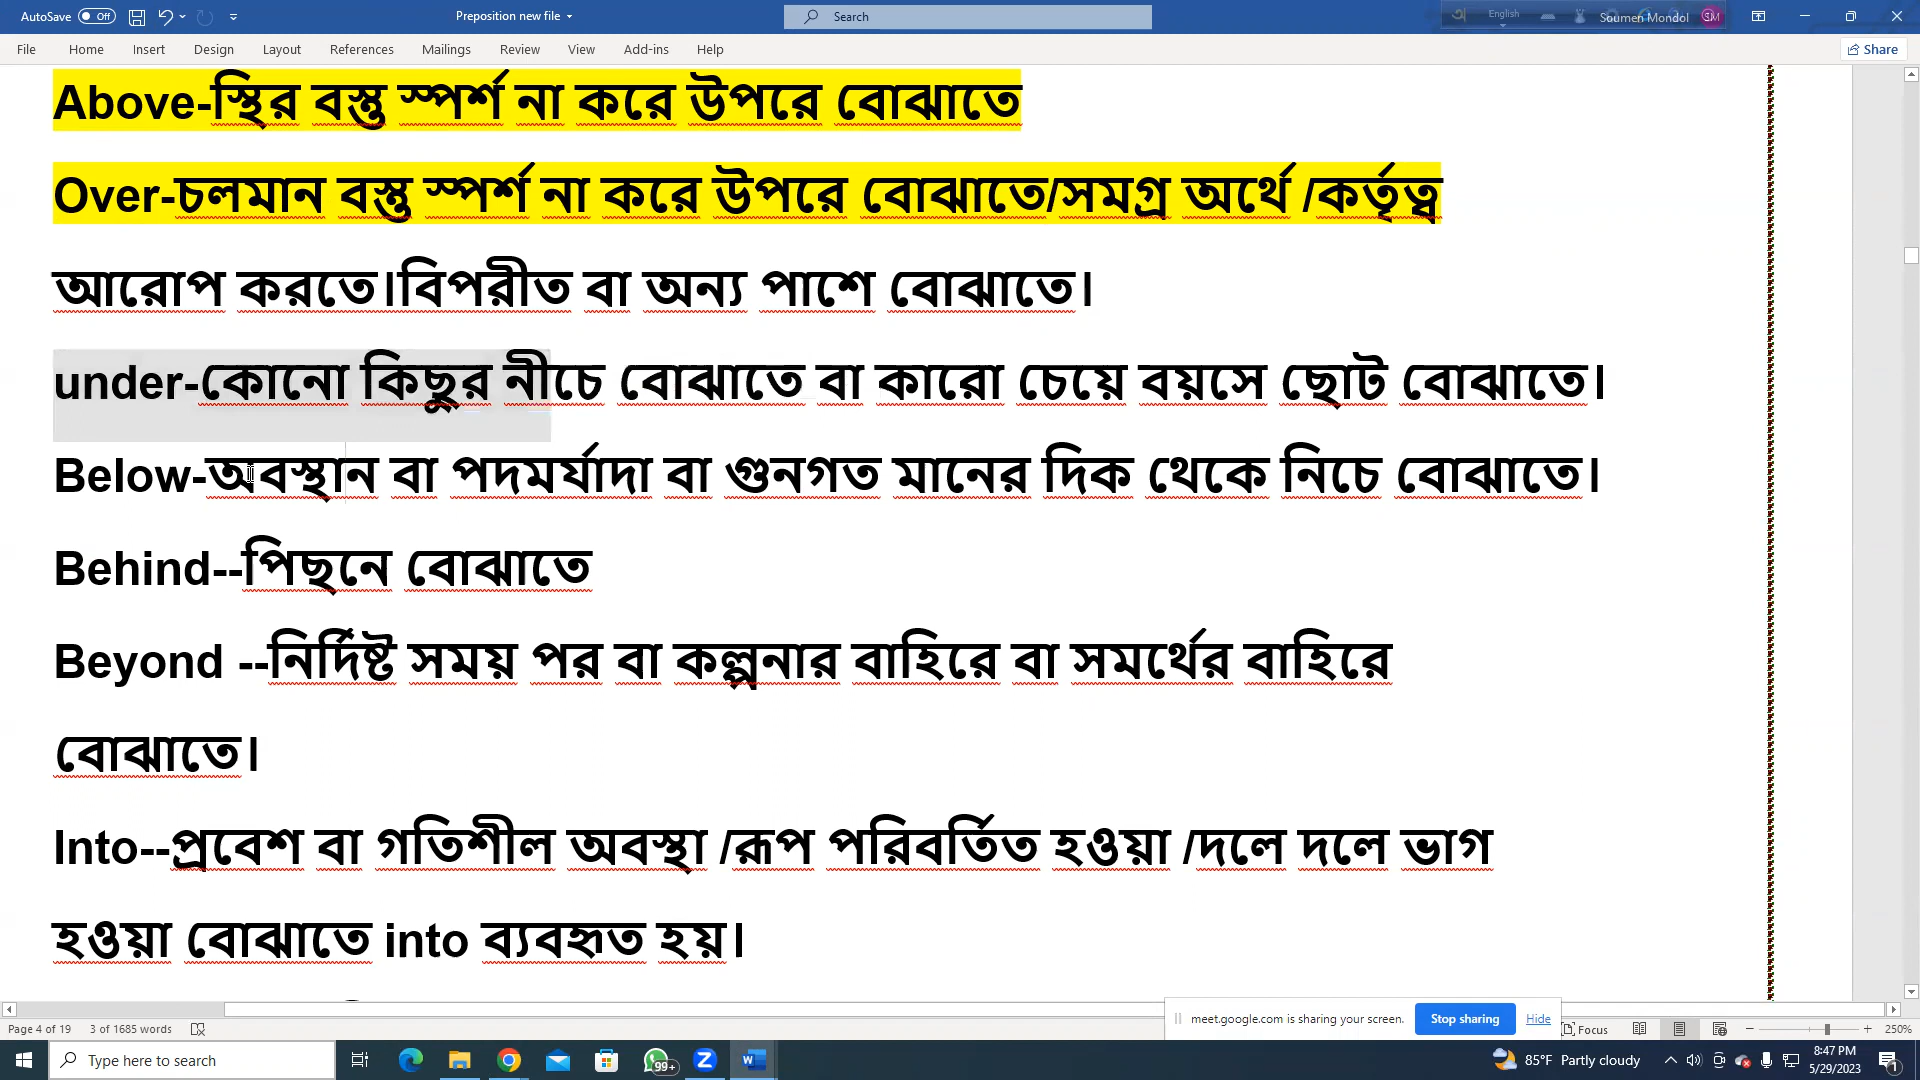 AutoSave Off Preposition new file Search English Soumen Mondol SM
File Home Insert Design Layout References Mailings Review View Add-ins Help Share
Above-স্থির বস্তু স্পর্শ না করে উপরে বোঝাতে
Over-চলমান বস্তু স্পর্শ না করে উপরে বোঝাতে/সমগ্র অর্থে /কর্তৃত্ব
আরোপ করতে।বিপরীত বা অন্য পাশে বোঝাতে।
under-কোনো কিছুর নীচে বোঝাতে বা কারো চেয়ে বয়সে ছোট বোঝাতে।
Below-অবস্থান বা পদমর্যাদা বা গুনগত মানের দিক থেকে নিচে বোঝাতে।
Behind--পিছনে বোঝাতে
Beyond --নির্দিষ্ট সময় পর বা কল্পনার বাহিরে বা সমর্থের বাহিরে
বোঝাতে।
Into--প্রবেশ বা গতিশীল অবস্থা /রূপ পরিবর্তিত হওয়া /দলে দলে ভাগ
হওয়া বোঝাতে into ব্যবহৃত হয়।
meet.google.com is sharing your screen. Stop sharing Hide
Page 4 of 19 3 of 1685 words Focus 250%
Type here to search 99+ 85°F Partly cloudy 8:47 PM
5/29/2023 1